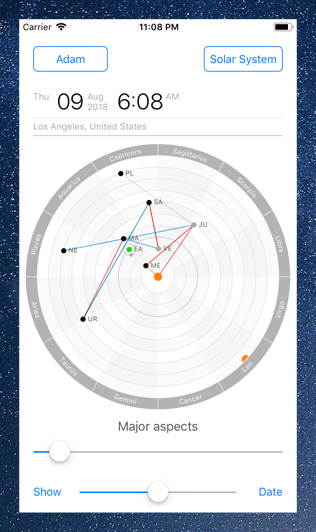 Carrier 11:08 PM
Adam Solar System
Thu 09 Aug 2018 6:08 AM
Los Angeles, United States
Capricorn Sagittarius
Aquarius Scorpio
PL
SA
JU
Pisces Libra
MA VE
NE EA
ME
Aries Virgo
UR
Taurus Leo
Gemini Cancer
Major aspects
Show Date